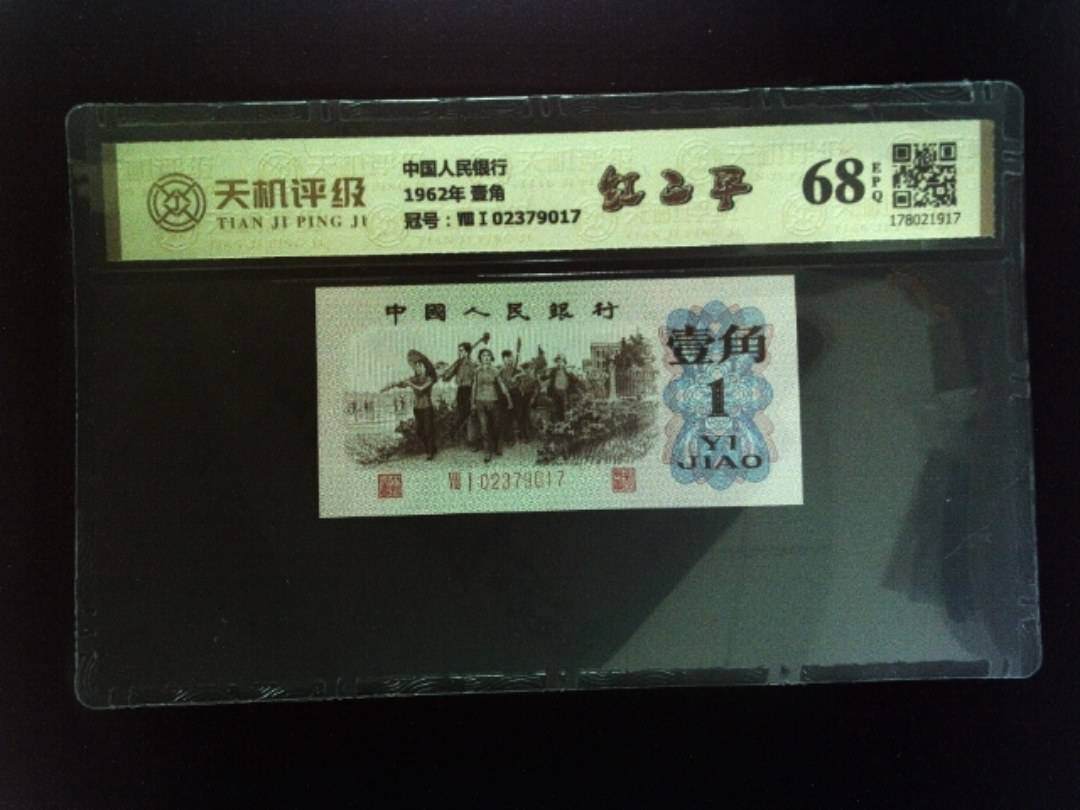 天机评级
TIAN JI PING JI
中国人民银行
1962年 壹角
冠号：Ⅷ Ⅰ 02379017
红二平
68
EPQ
178021917
中國人民銀行
壹角
1
YI
JIAO
Ⅷ Ⅰ 02379017